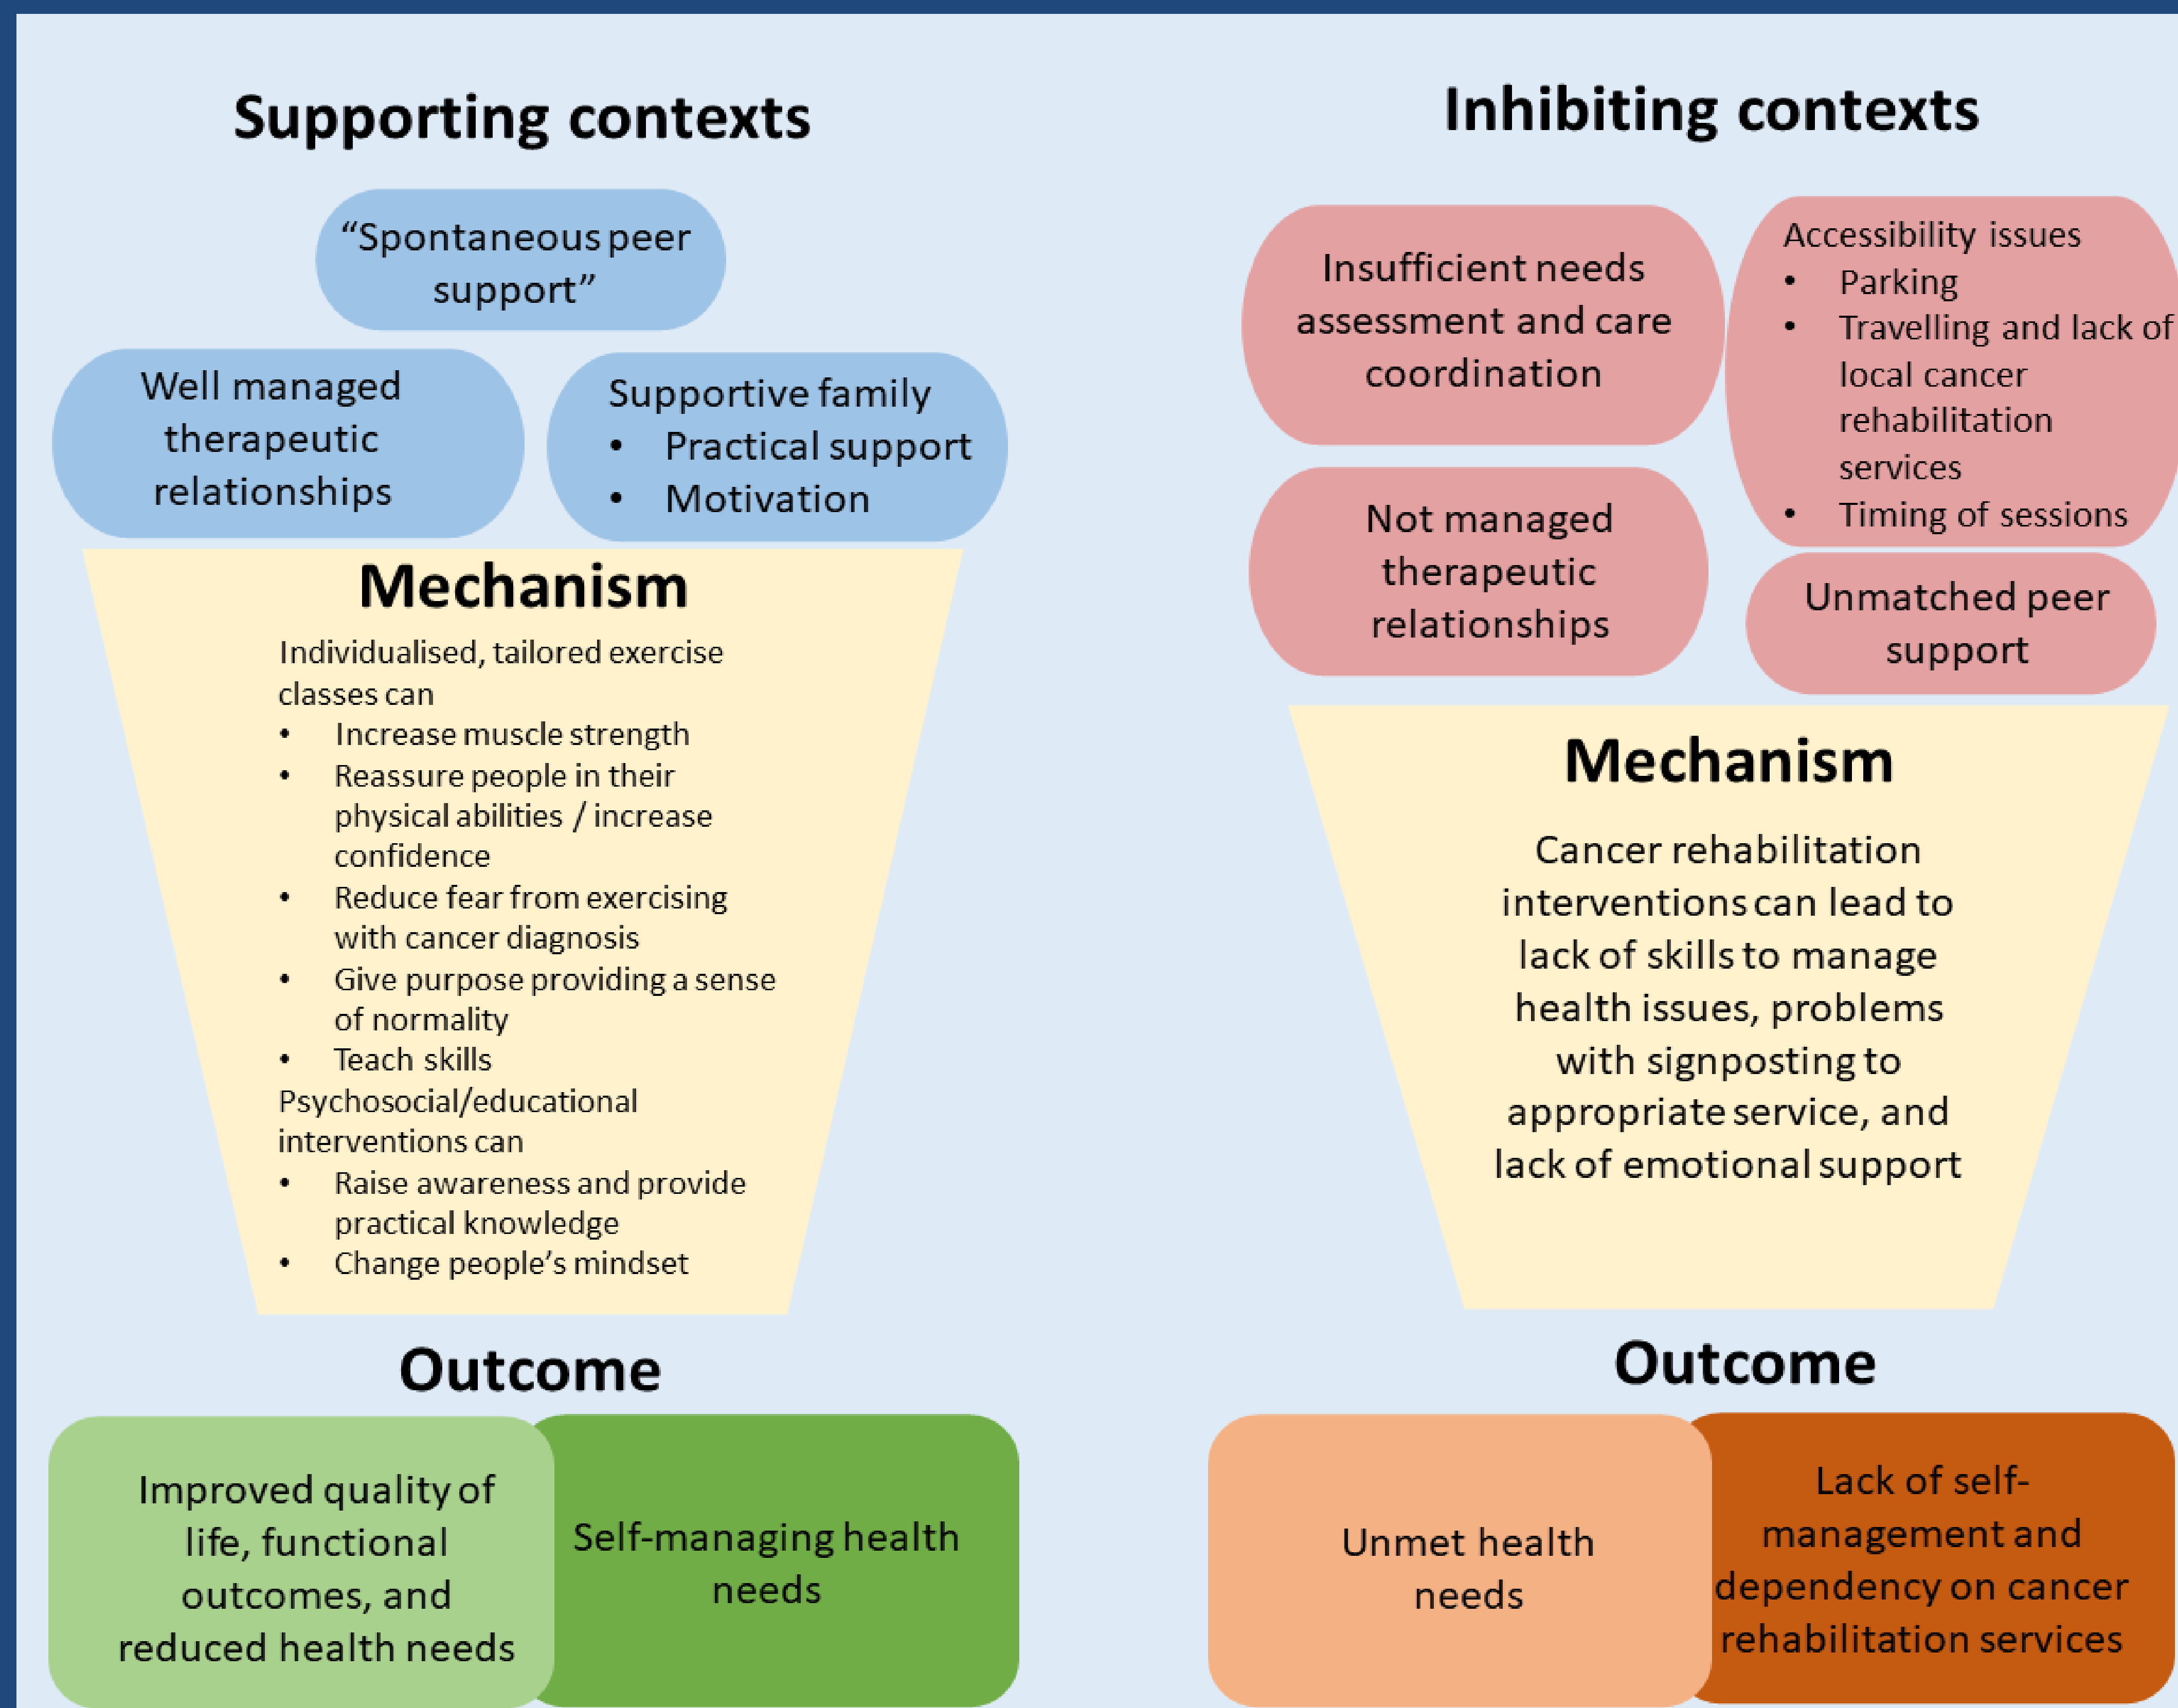 Supporting contexts
“Spontaneous peer
support”
Well managed
therapeutic
relationships
Supportive family
• Practical support
• Motivation
Mechanism
Individualised, tailored exercise
classes can
• Increase muscle strength
• Reassure people in their
physical abilities / increase
confidence
• Reduce fear from exercising
with cancer diagnosis
• Give purpose providing a sense
of normality
• Teach skills
Psychosocial/educational
interventions can
• Raise awareness and provide
practical knowledge
• Change people’s mindset
Outcome
Improved quality of
life, functional
outcomes, and
reduced health needs
Self-managing health
needs
Inhibiting contexts
Insufficient needs
assessment and care
coordination
Accessibility issues
• Parking
• Travelling and lack of
local cancer
rehabilitation
services
• Timing of sessions
Not managed
therapeutic
relationships
Unmatched peer
support
Mechanism
Cancer rehabilitation
interventions can lead to
lack of skills to manage
health issues, problems
with signposting to
appropriate service, and
lack of emotional support
Outcome
Unmet health
needs
Lack of self-
management and
dependency on cancer
rehabilitation services